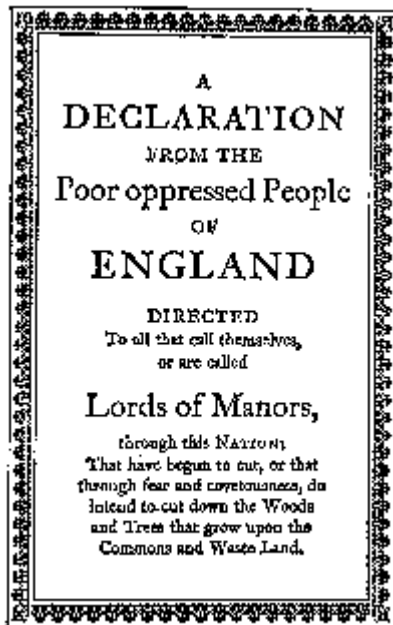 A
DECLARATION
FROM THE
Poor oppressed People
OF
ENGLAND
DIRECTED
To all that call themselves,
or are called
Lords of Manors,
through this NATION;
That have begun to cut, or that
through fear and covetousness, do
intend to cut down the Woods
and Trees that grow upon the
Commons and Waste Land.